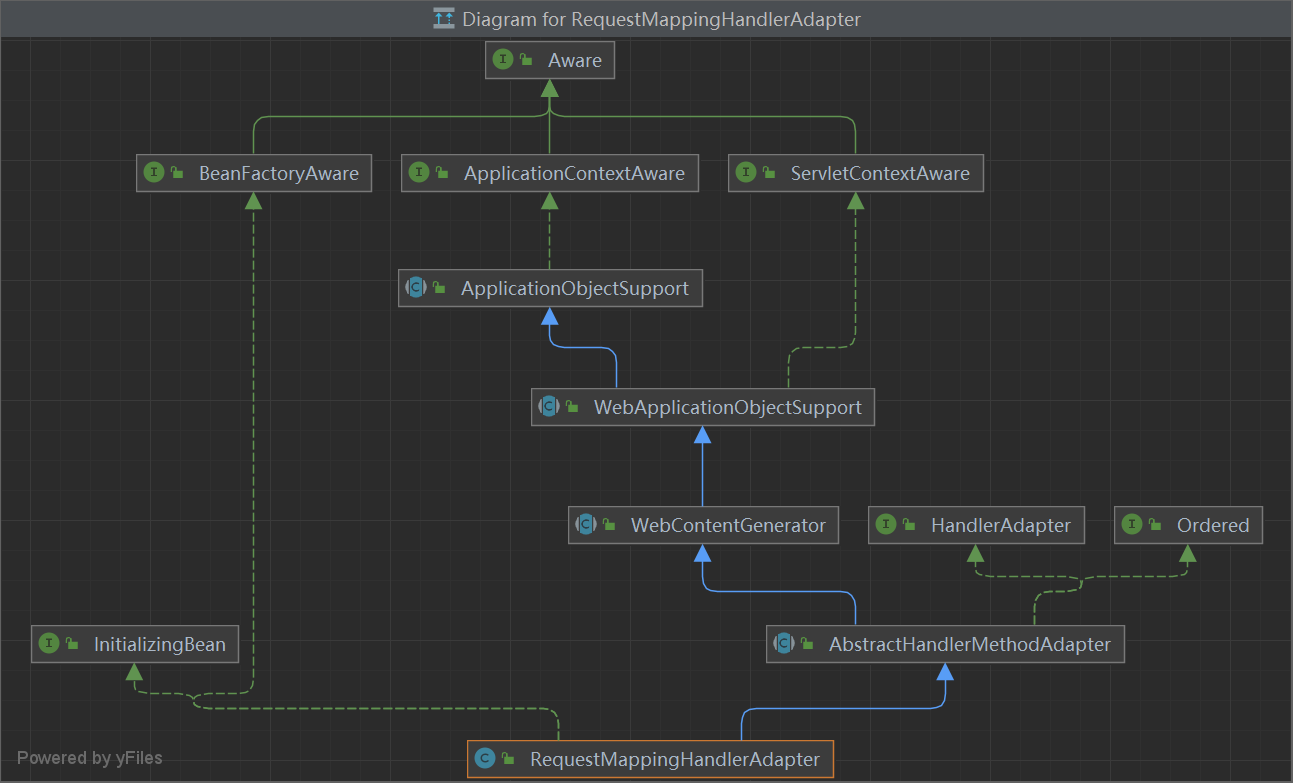 Diagram for RequestMappingHandlerAdapter
I Aware
I BeanFactoryAware
I ApplicationContextAware
I ServletContextAware
C ApplicationObjectSupport
C WebApplicationObjectSupport
C WebContentGenerator
I HandlerAdapter
I Ordered
I InitializingBean
C AbstractHandlerMethodAdapter
C RequestMappingHandlerAdapter
Powered by yFiles